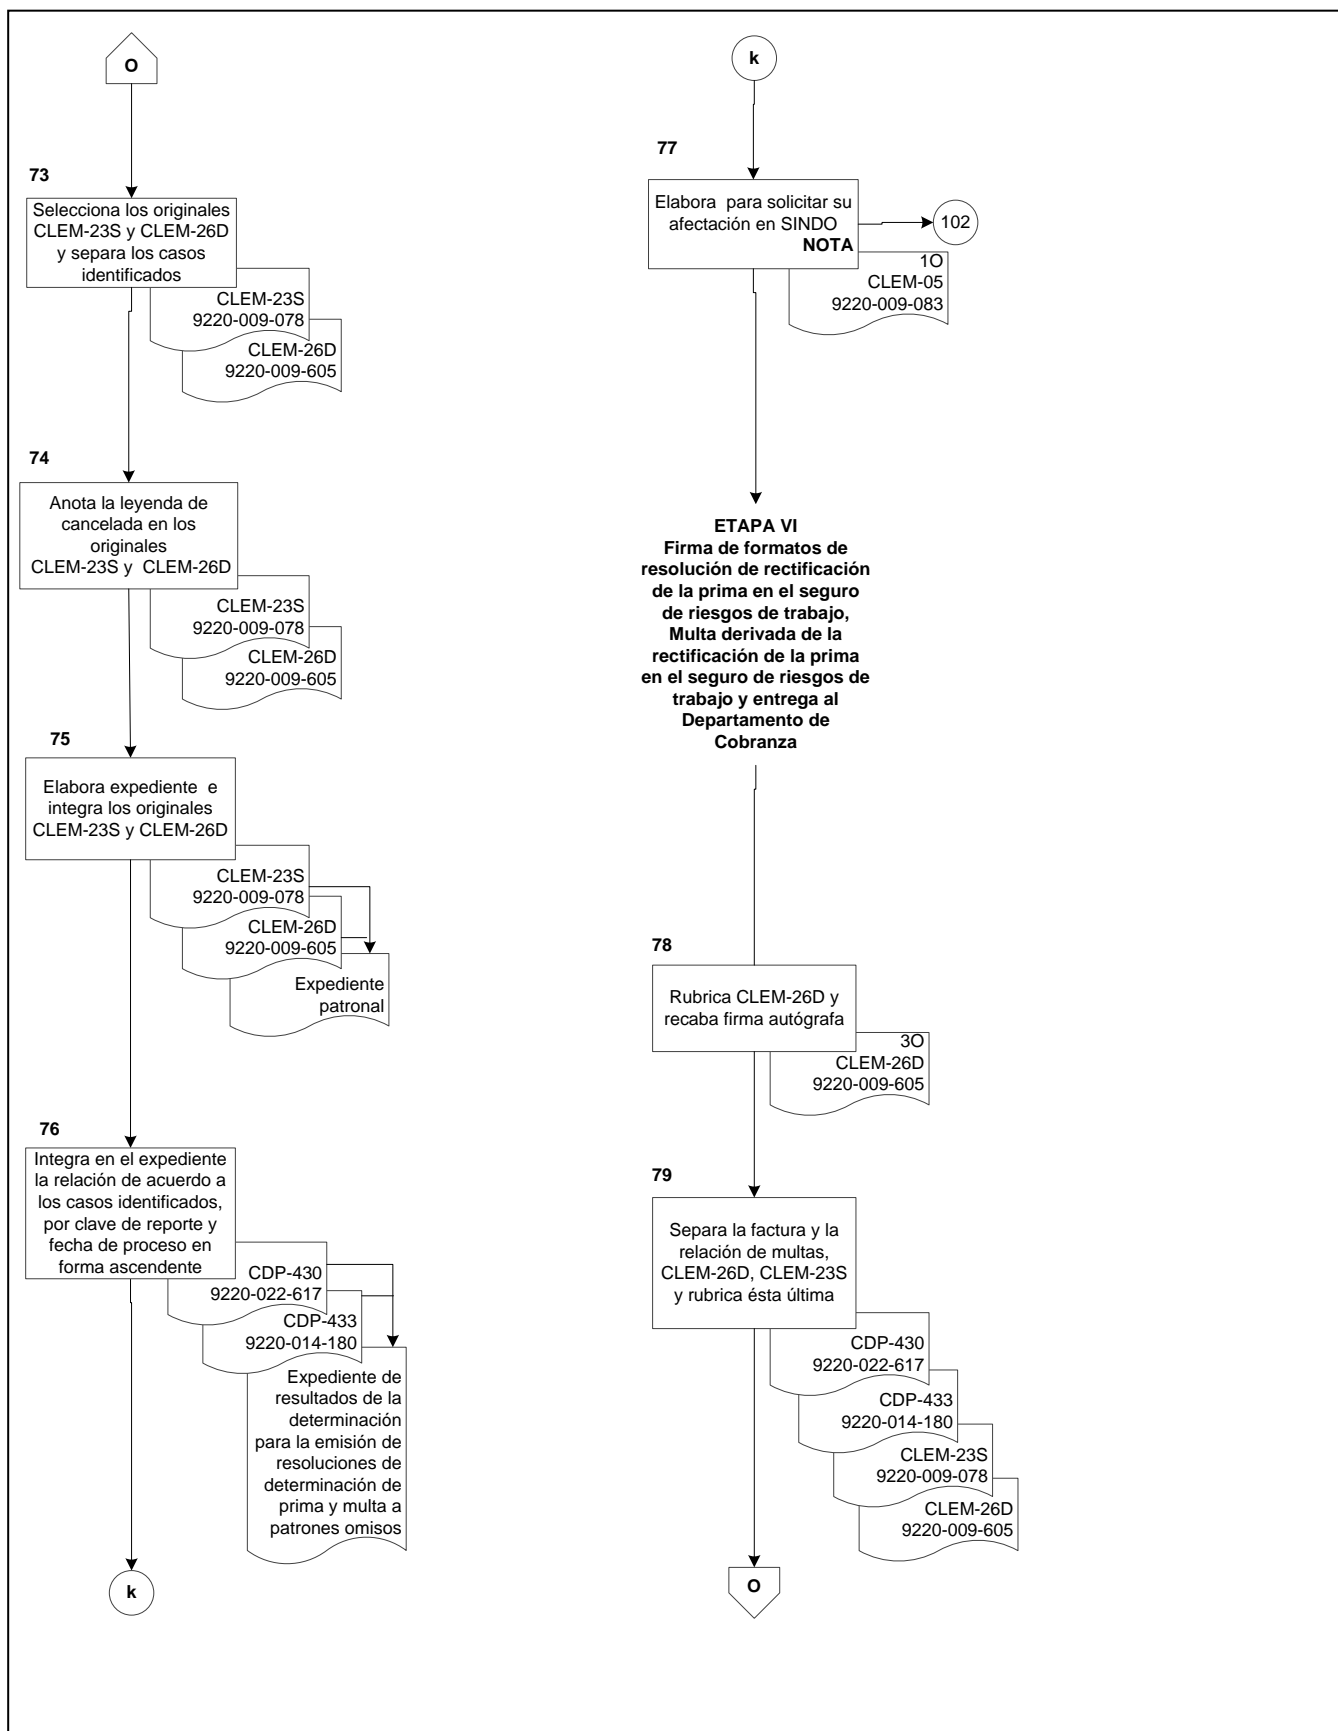 O
73
Selecciona los originales
CLEM-23S y CLEM-26D
y separa los casos
identificados
CLEM-23S
9220-009-078
CLEM-26D
9220-009-605
74
Anota la leyenda de
cancelada en los
originales
CLEM-23S y CLEM-26D
CLEM-23S
9220-009-078
CLEM-26D
9220-009-605
75
Elabora expediente e
integra los originales
CLEM-23S y CLEM-26D
CLEM-23S
9220-009-078
CLEM-26D
9220-009-605
Expediente
patronal
76
Integra en el expediente
la relación de acuerdo a
los casos identificados,
por clave de reporte y
fecha de proceso en
forma ascendente
CDP-430
9220-022-617
CDP-433
9220-014-180
Expediente de
resultados de la
determinación
para la emisión de
resoluciones de
determinación de
prima y multa a
patrones omisos
k
k
77
Elabora para solicitar su
afectación en SINDO
NOTA
102
1O
CLEM-05
9220-009-083
ETAPA VI
Firma de formatos de
resolución de rectificación
de la prima en el seguro
de riesgos de trabajo,
Multa derivada de la
rectificación de la prima
en el seguro de riesgos de
trabajo y entrega al
Departamento de
Cobranza
78
Rubrica CLEM-26D y
recaba firma autógrafa
3O
CLEM-26D
9220-009-605
79
Separa la factura y la
relación de multas,
CLEM-26D, CLEM-23S
y rubrica ésta última
CDP-430
9220-022-617
CDP-433
9220-014-180
CLEM-23S
9220-009-078
CLEM-26D
9220-009-605
O